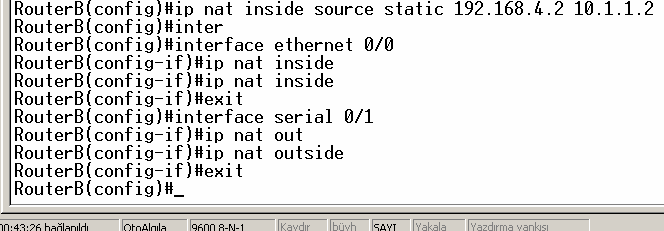 RouterB(config)#ip nat inside source static 192.168.4.2 10.1.1.2
RouterB(config)#inter
RouterB(config)#interface ethernet 0/0
RouterB(config-if)#ip nat inside
RouterB(config-if)#ip nat inside
RouterB(config-if)#exit
RouterB(config)#interface serial 0/1
RouterB(config-if)#ip nat out
RouterB(config-if)#ip nat outside
RouterB(config-if)#exit
RouterB(config)#_
00:43:26 bağlanıldı OtoAlgıla 9600 8-N-1 Kaydır büyh SAYI Yakala Yazdırma yankısı